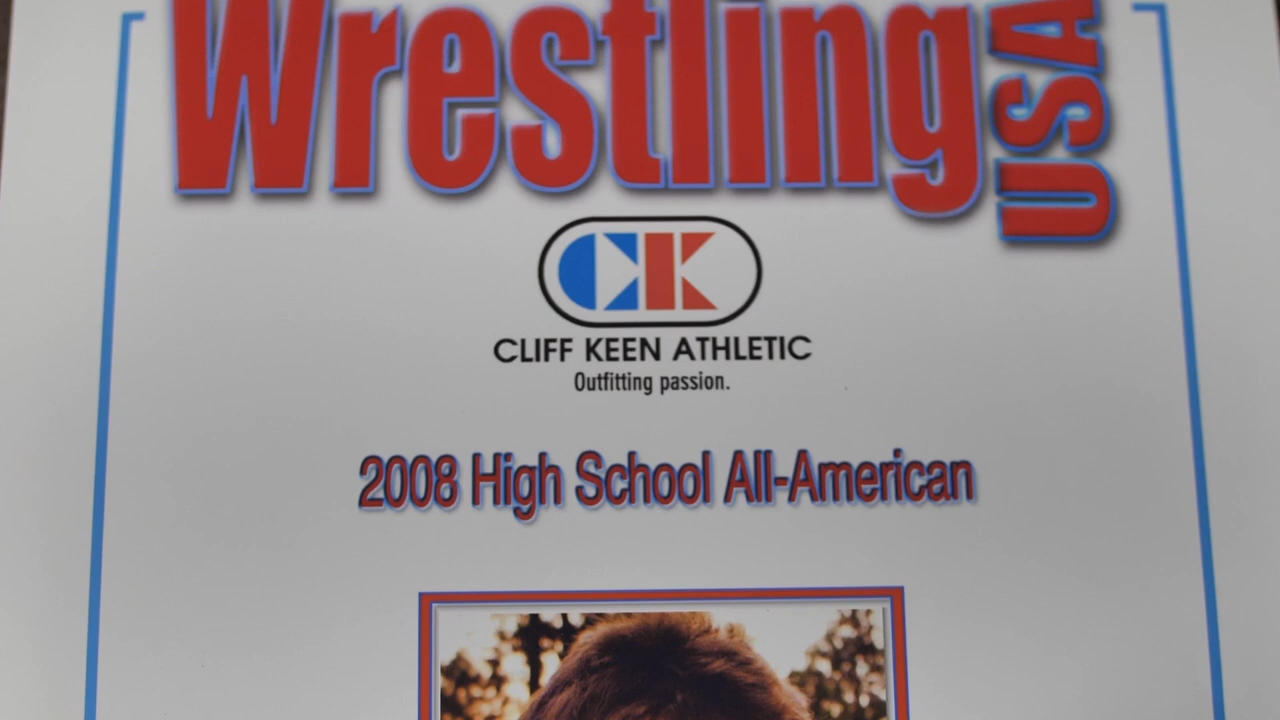 Wrestling USA
CK
CLIFF KEEN ATHLETIC
Outfitting passion.
2008 High School All-American